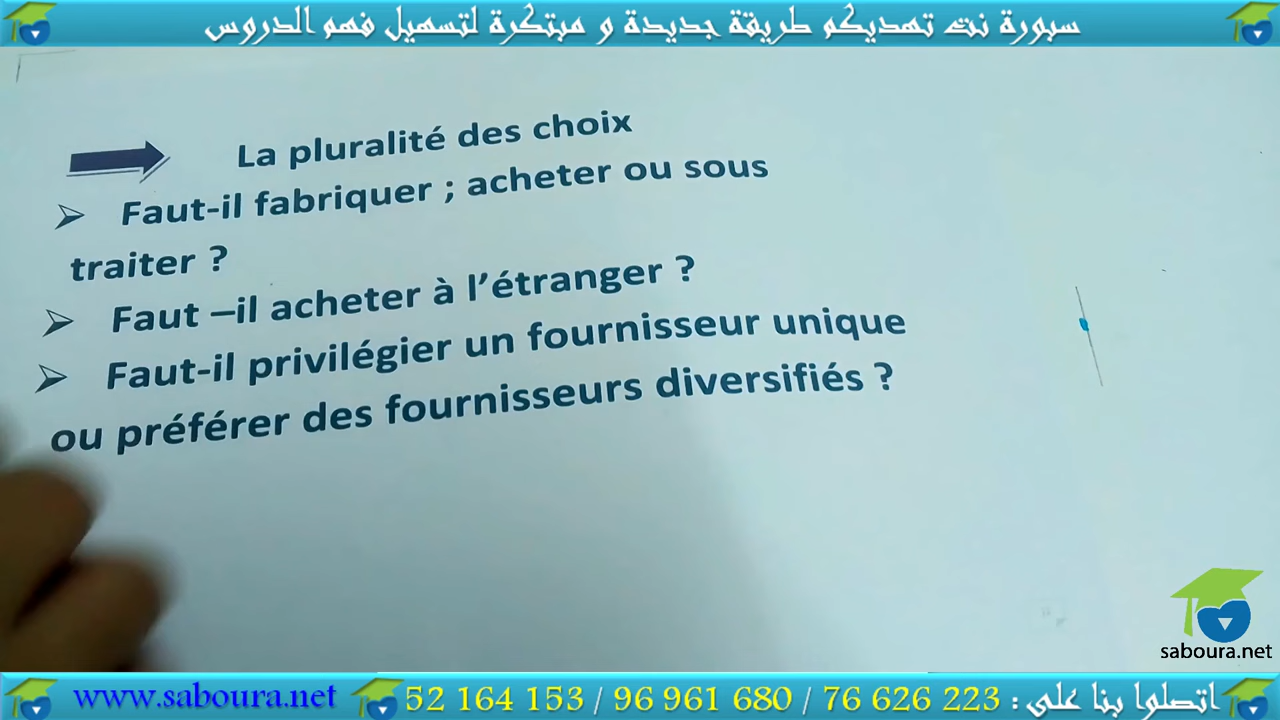 سبورة نت تهديكم طريقة جديدة و مبتكرة لتسهيل فهم الدروس
La pluralité des choix
Faut-il fabriquer ; acheter ou sous
traiter ?
Faut –il acheter à l’étranger ?
Faut-il privilégier un fournisseur unique
ou préférer des fournisseurs diversifiés ?
saboura.net
www.saboura.net 52 164 153 / 96 961 680 / 76 626 223 : اتصلوا بنا على